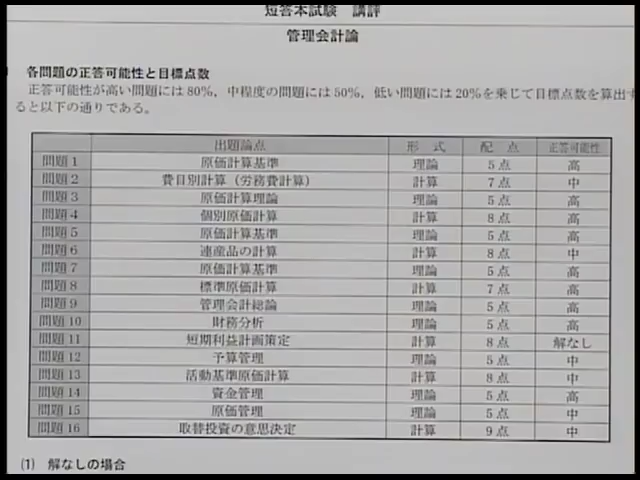 短答本試験 講評
管理会計論
各問題の正答可能性と目標点数
正答可能性が高い問題には80%，中程度の問題には50%，低い問題には20%を乗じて目標点数を算出す
ると以下の通りである。
出題論点 形 式 配 点 正答可能性
問題1 原価計算基準 理論 5点 高
問題2 費目別計算（労務費計算） 計算 7点 中
問題3 原価計算理論 理論 5点 高
問題4 個別原価計算 計算 8点 高
問題5 原価計算基準 理論 5点 高
問題6 連産品の計算 計算 8点 中
問題7 原価計算基準 理論 5点 高
問題8 標準原価計算 計算 7点 高
問題9 管理会計総論 理論 5点 高
問題10 財務分析 理論 5点 高
問題11 短期利益計画策定 計算 8点 解なし
問題12 予算管理 理論 5点 中
問題13 活動基準原価計算 計算 8点 中
問題14 資金管理 理論 5点 高
問題15 原価管理 理論 5点 中
問題16 取替投資の意思決定 計算 9点 中
(1) 解なしの場合